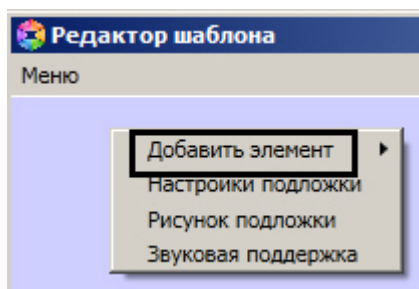 Редактор шаблона
Меню
Добавить элемент
Настройки подложки
Рисунок подложки
Звуковая поддержка